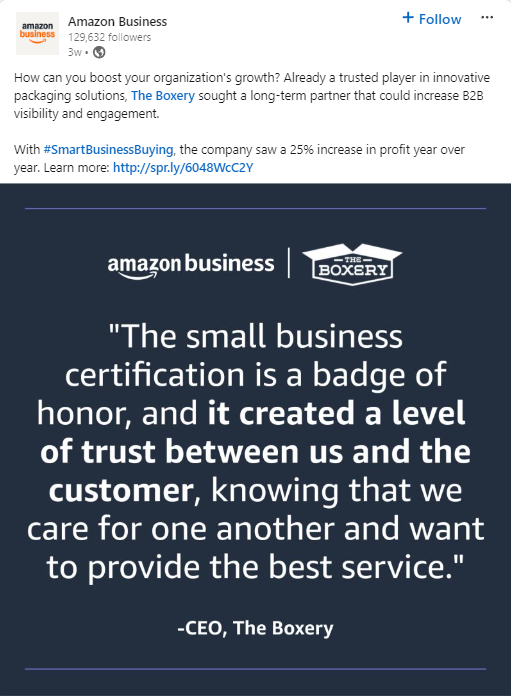 amazon
business
Amazon Business
129,632 followers
3w •
+ Follow
...
How can you boost your organization's growth? Already a trusted player in innovative
packaging solutions, The Boxery sought a long-term partner that could increase B2B
visibility and engagement.
With #SmartBusinessBuying, the company saw a 25% increase in profit year over
year. Learn more: http://spr.ly/6048WcC2Y
amazon business
THE
BOXERY
"The small business
certification is a badge of
honor, and it created a level
of trust between us and the
customer, knowing that we
care for one another and want
to provide the best service."
-CEO, The Boxery